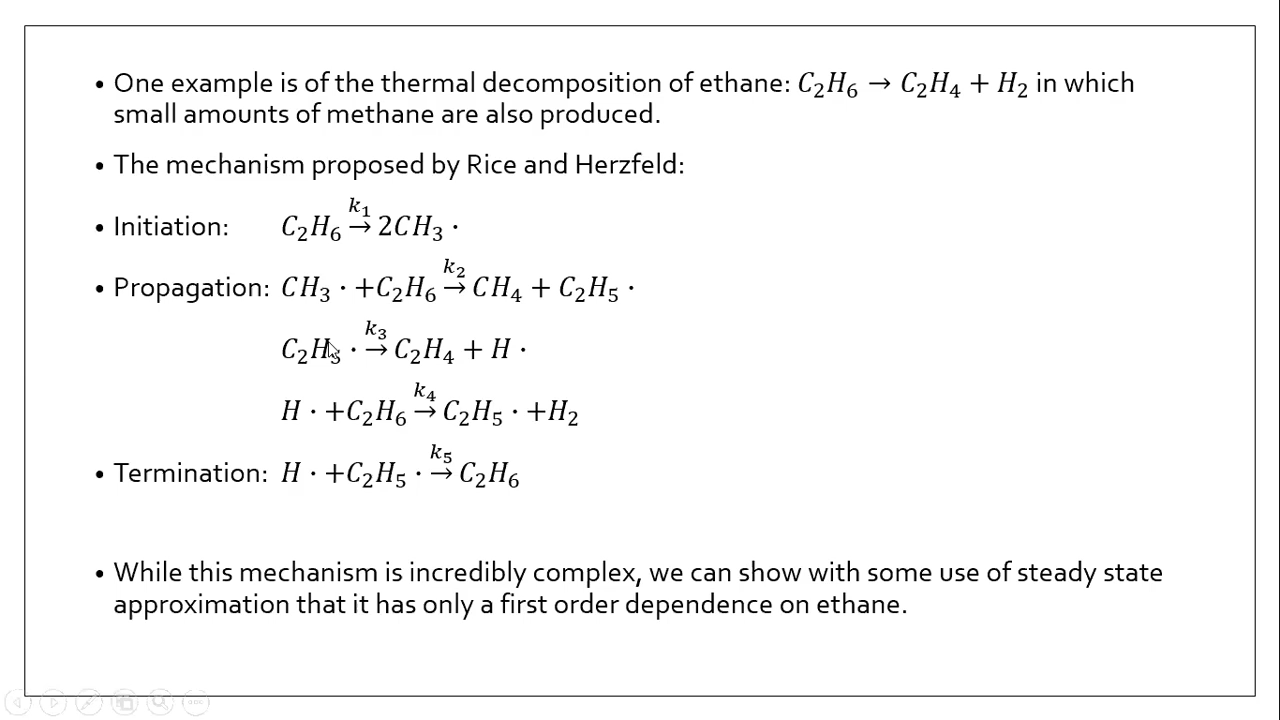 • One example is of the thermal decomposition of ethane: C₂H₆ → C₂H₄ + H₂ in which
small amounts of methane are also produced.
• The mechanism proposed by Rice and Herzfeld:
• Initiation: C₂H₆ →(k₁) 2CH₃ ·
• Propagation: CH₃ · +C₂H₆ →(k₂) CH₄ + C₂H₅ ·
C₂H₅ · →(k₃) C₂H₄ + H ·
H · +C₂H₆ →(k₄) C₂H₅ · +H₂
• Termination: H · +C₂H₅ · →(k₅) C₂H₆
• While this mechanism is incredibly complex, we can show with some use of steady state
approximation that it has only a first order dependence on ethane.